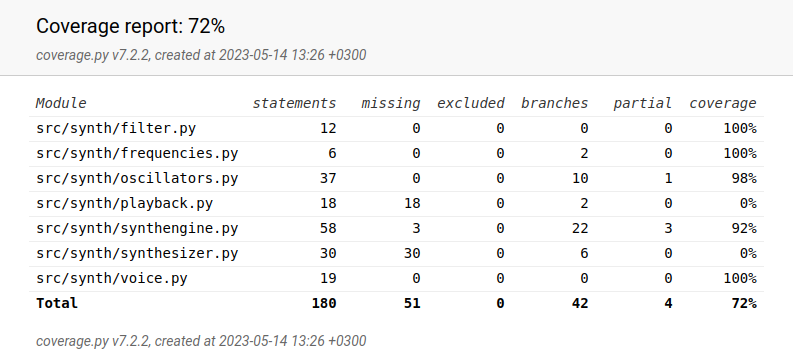 Coverage report: 72%
coverage.py v7.2.2, created at 2023-05-14 13:26 +0300
Module statements missing excluded branches partial coverage
src/synth/filter.py 12 0 0 0 0 100%
src/synth/frequencies.py 6 0 0 2 0 100%
src/synth/oscillators.py 37 0 0 10 1 98%
src/synth/playback.py 18 18 0 2 0 0%
src/synth/synthengine.py 58 3 0 22 3 92%
src/synth/synthesizer.py 30 30 0 6 0 0%
src/synth/voice.py 19 0 0 0 0 100%
Total 180 51 0 42 4 72%
coverage.py v7.2.2, created at 2023-05-14 13:26 +0300